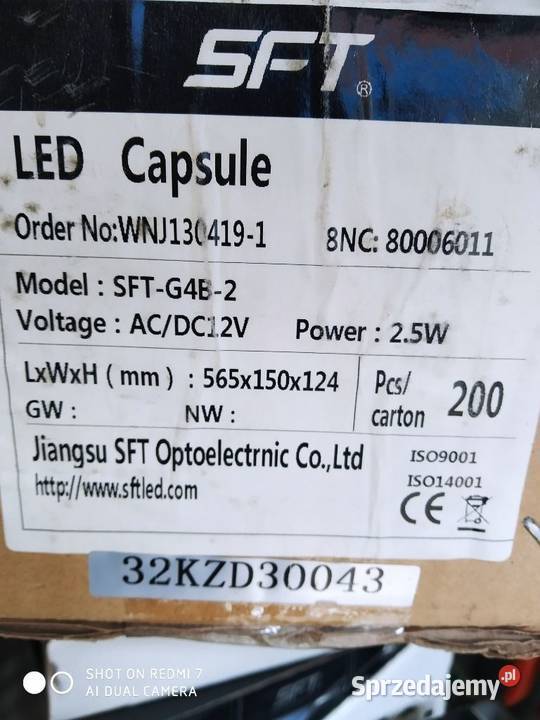 SFT®
LED Capsule
Order No:WNJ130419-1 8NC: 80006011
Model : SFT-G4B-2
Voltage : AC/DC12V Power : 2.5W
LxWxH ( mm ) : 565x150x124
GW : NW :
Pcs/
carton 200
Jiangsu SFT Optoelectrnic Co.,Ltd
http://www.sftled.com
ISO9001
ISO14001
CE
32KZD30043
SHOT ON REDMI 7
AI DUAL CAMERA
SFT
Sprzedajemy.pl